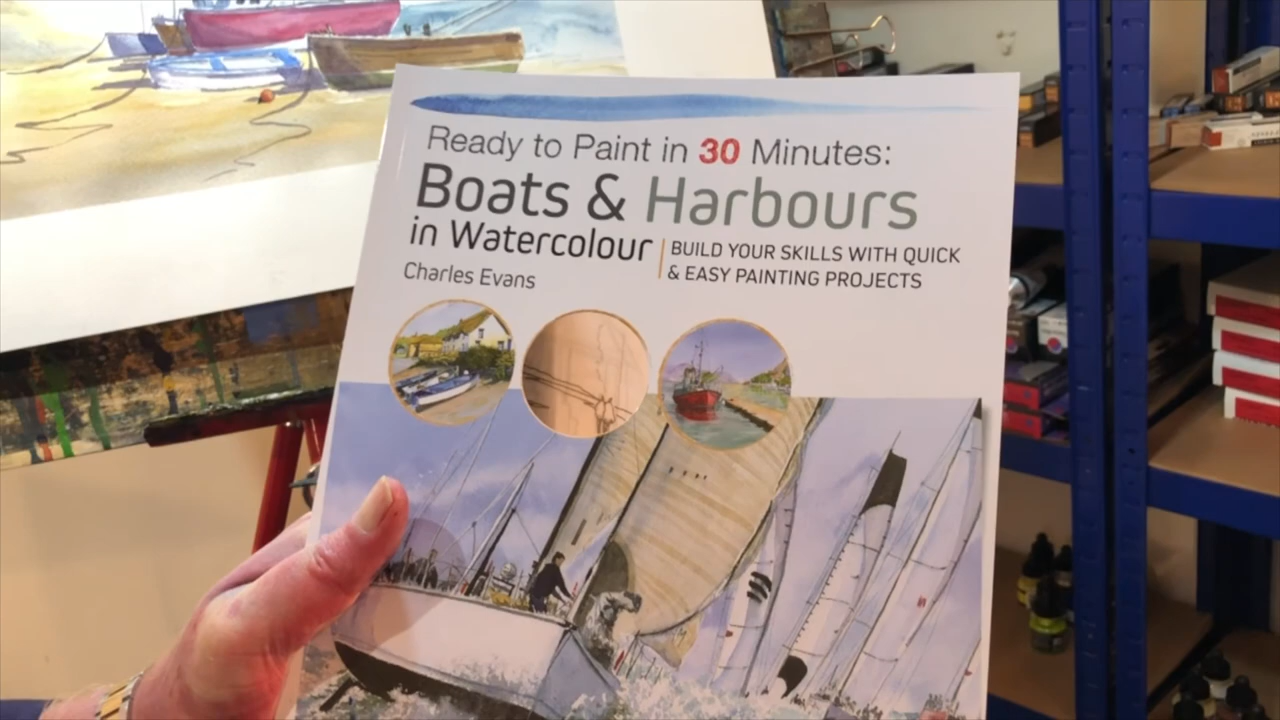 Ready to Paint in 30 Minutes:
Boats & Harbours
in Watercolour
BUILD YOUR SKILLS WITH QUICK
& EASY PAINTING PROJECTS
Charles Evans